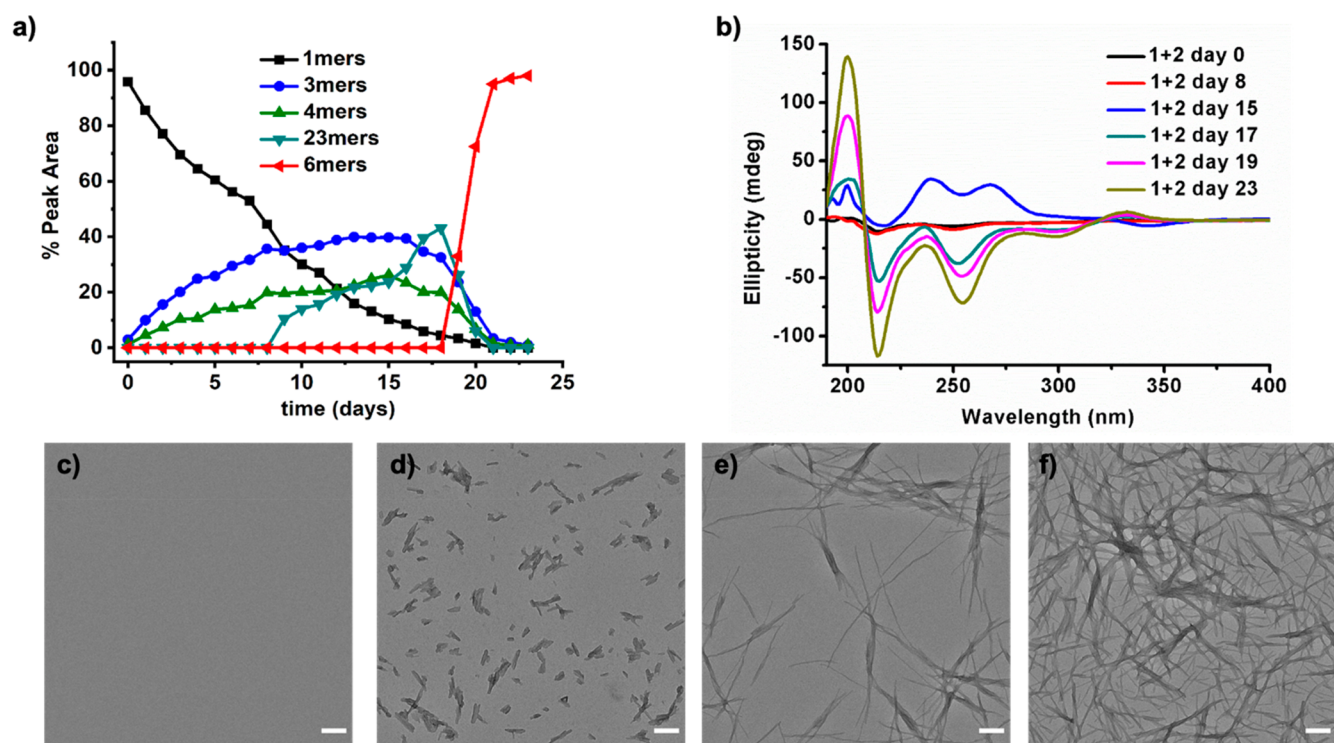 a)
1mers
3mers
4mers
23mers
6mers
100
80
60
40
20
0
% Peak Area
0 5 10 15 20 25
time (days)
b)
1+2 day 0
1+2 day 8
1+2 day 15
1+2 day 17
1+2 day 19
1+2 day 23
150
100
50
0
-50
-100
Ellipticity (mdeg)
200 250 300 350 400
Wavelength (nm)
c)
d)
e)
f)